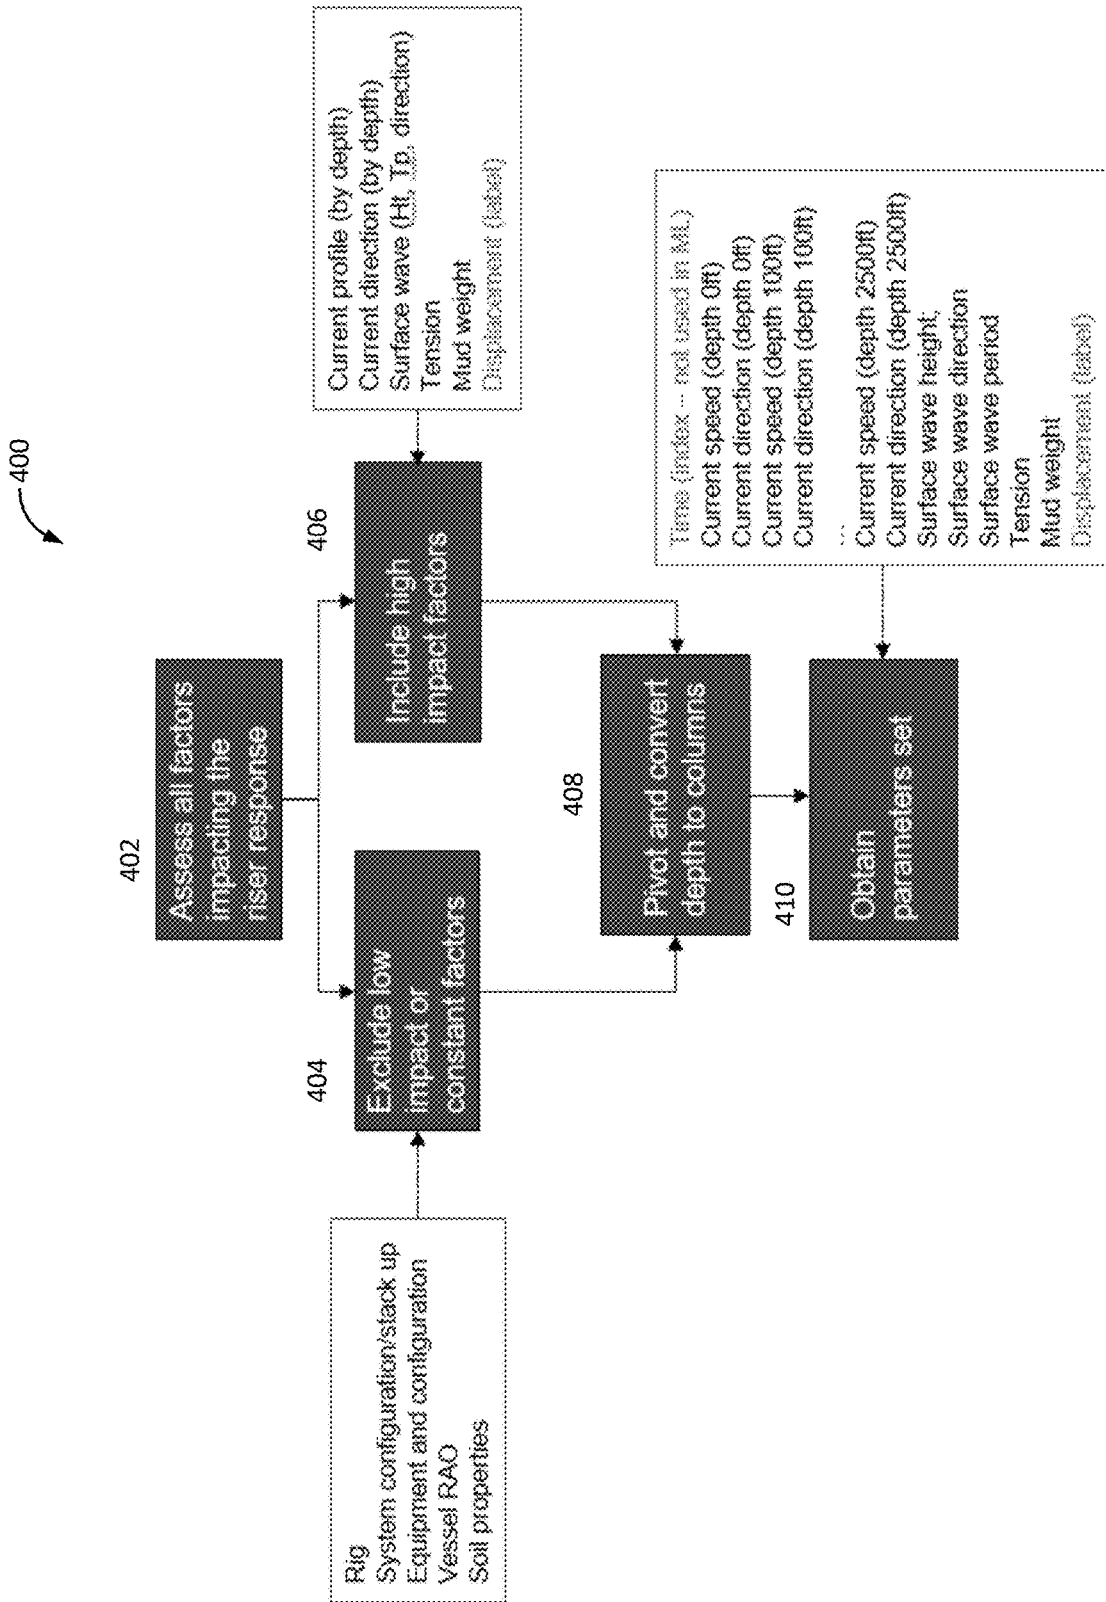 400
402
Assess all factors
impacting the
riser response
404
Exclude low
impact or
constant factors
406
Include high
impact factors
Rig
System configuration/stack up
Equipment and configuration
Vessel RAO
Soil properties
Current profile (by depth)
Current direction (by depth)
Surface wave (Ht, Tp, direction)
Tension
Mud weight
Displacement (label)
408
Pivot and convert
depth to columns
410
Obtain
parameters set
Time (index -- not used in ML)
Current speed (depth 0ft)
Current direction (depth 0ft)
Current speed (depth 100ft)
Current direction (depth 100ft)
...
Current speed (depth 2500ft)
Current direction (depth 2500ft)
Surface wave height,
Surface wave direction
Surface wave period
Tension
Mud weight
Displacement (label)